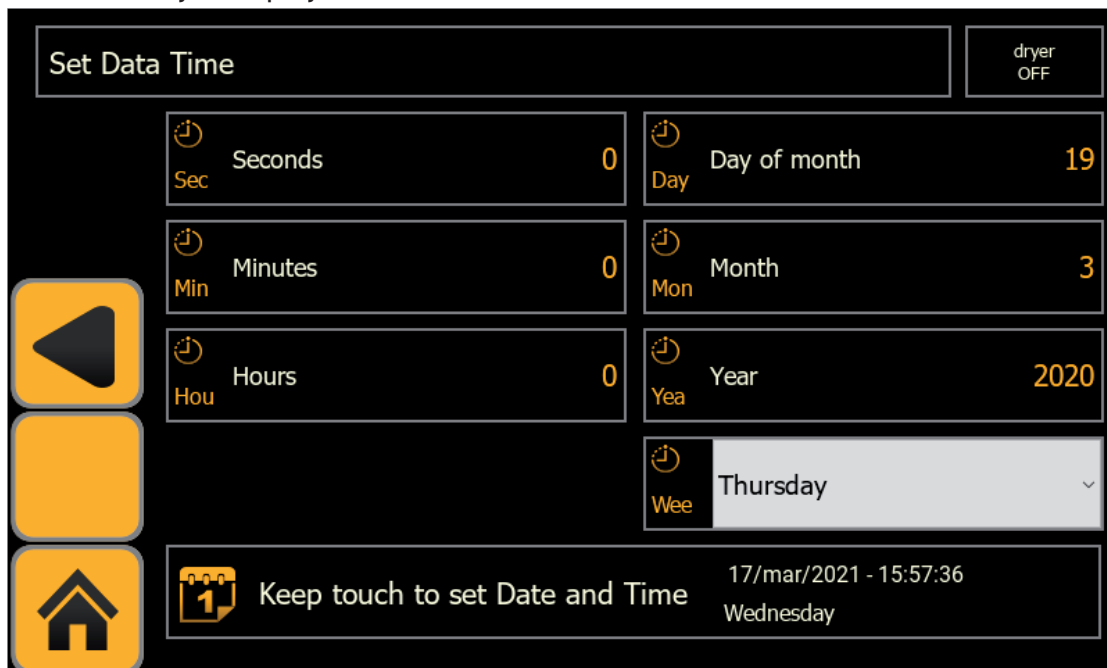 Set Data Time
dryer
OFF
Sec
Seconds
0
Day
Day of month
19
Min
Minutes
0
Mon
Month
3
Hou
Hours
0
Yea
Year
2020
Wee
Thursday
1
Keep touch to set Date and Time
17/mar/2021 - 15:57:36
Wednesday